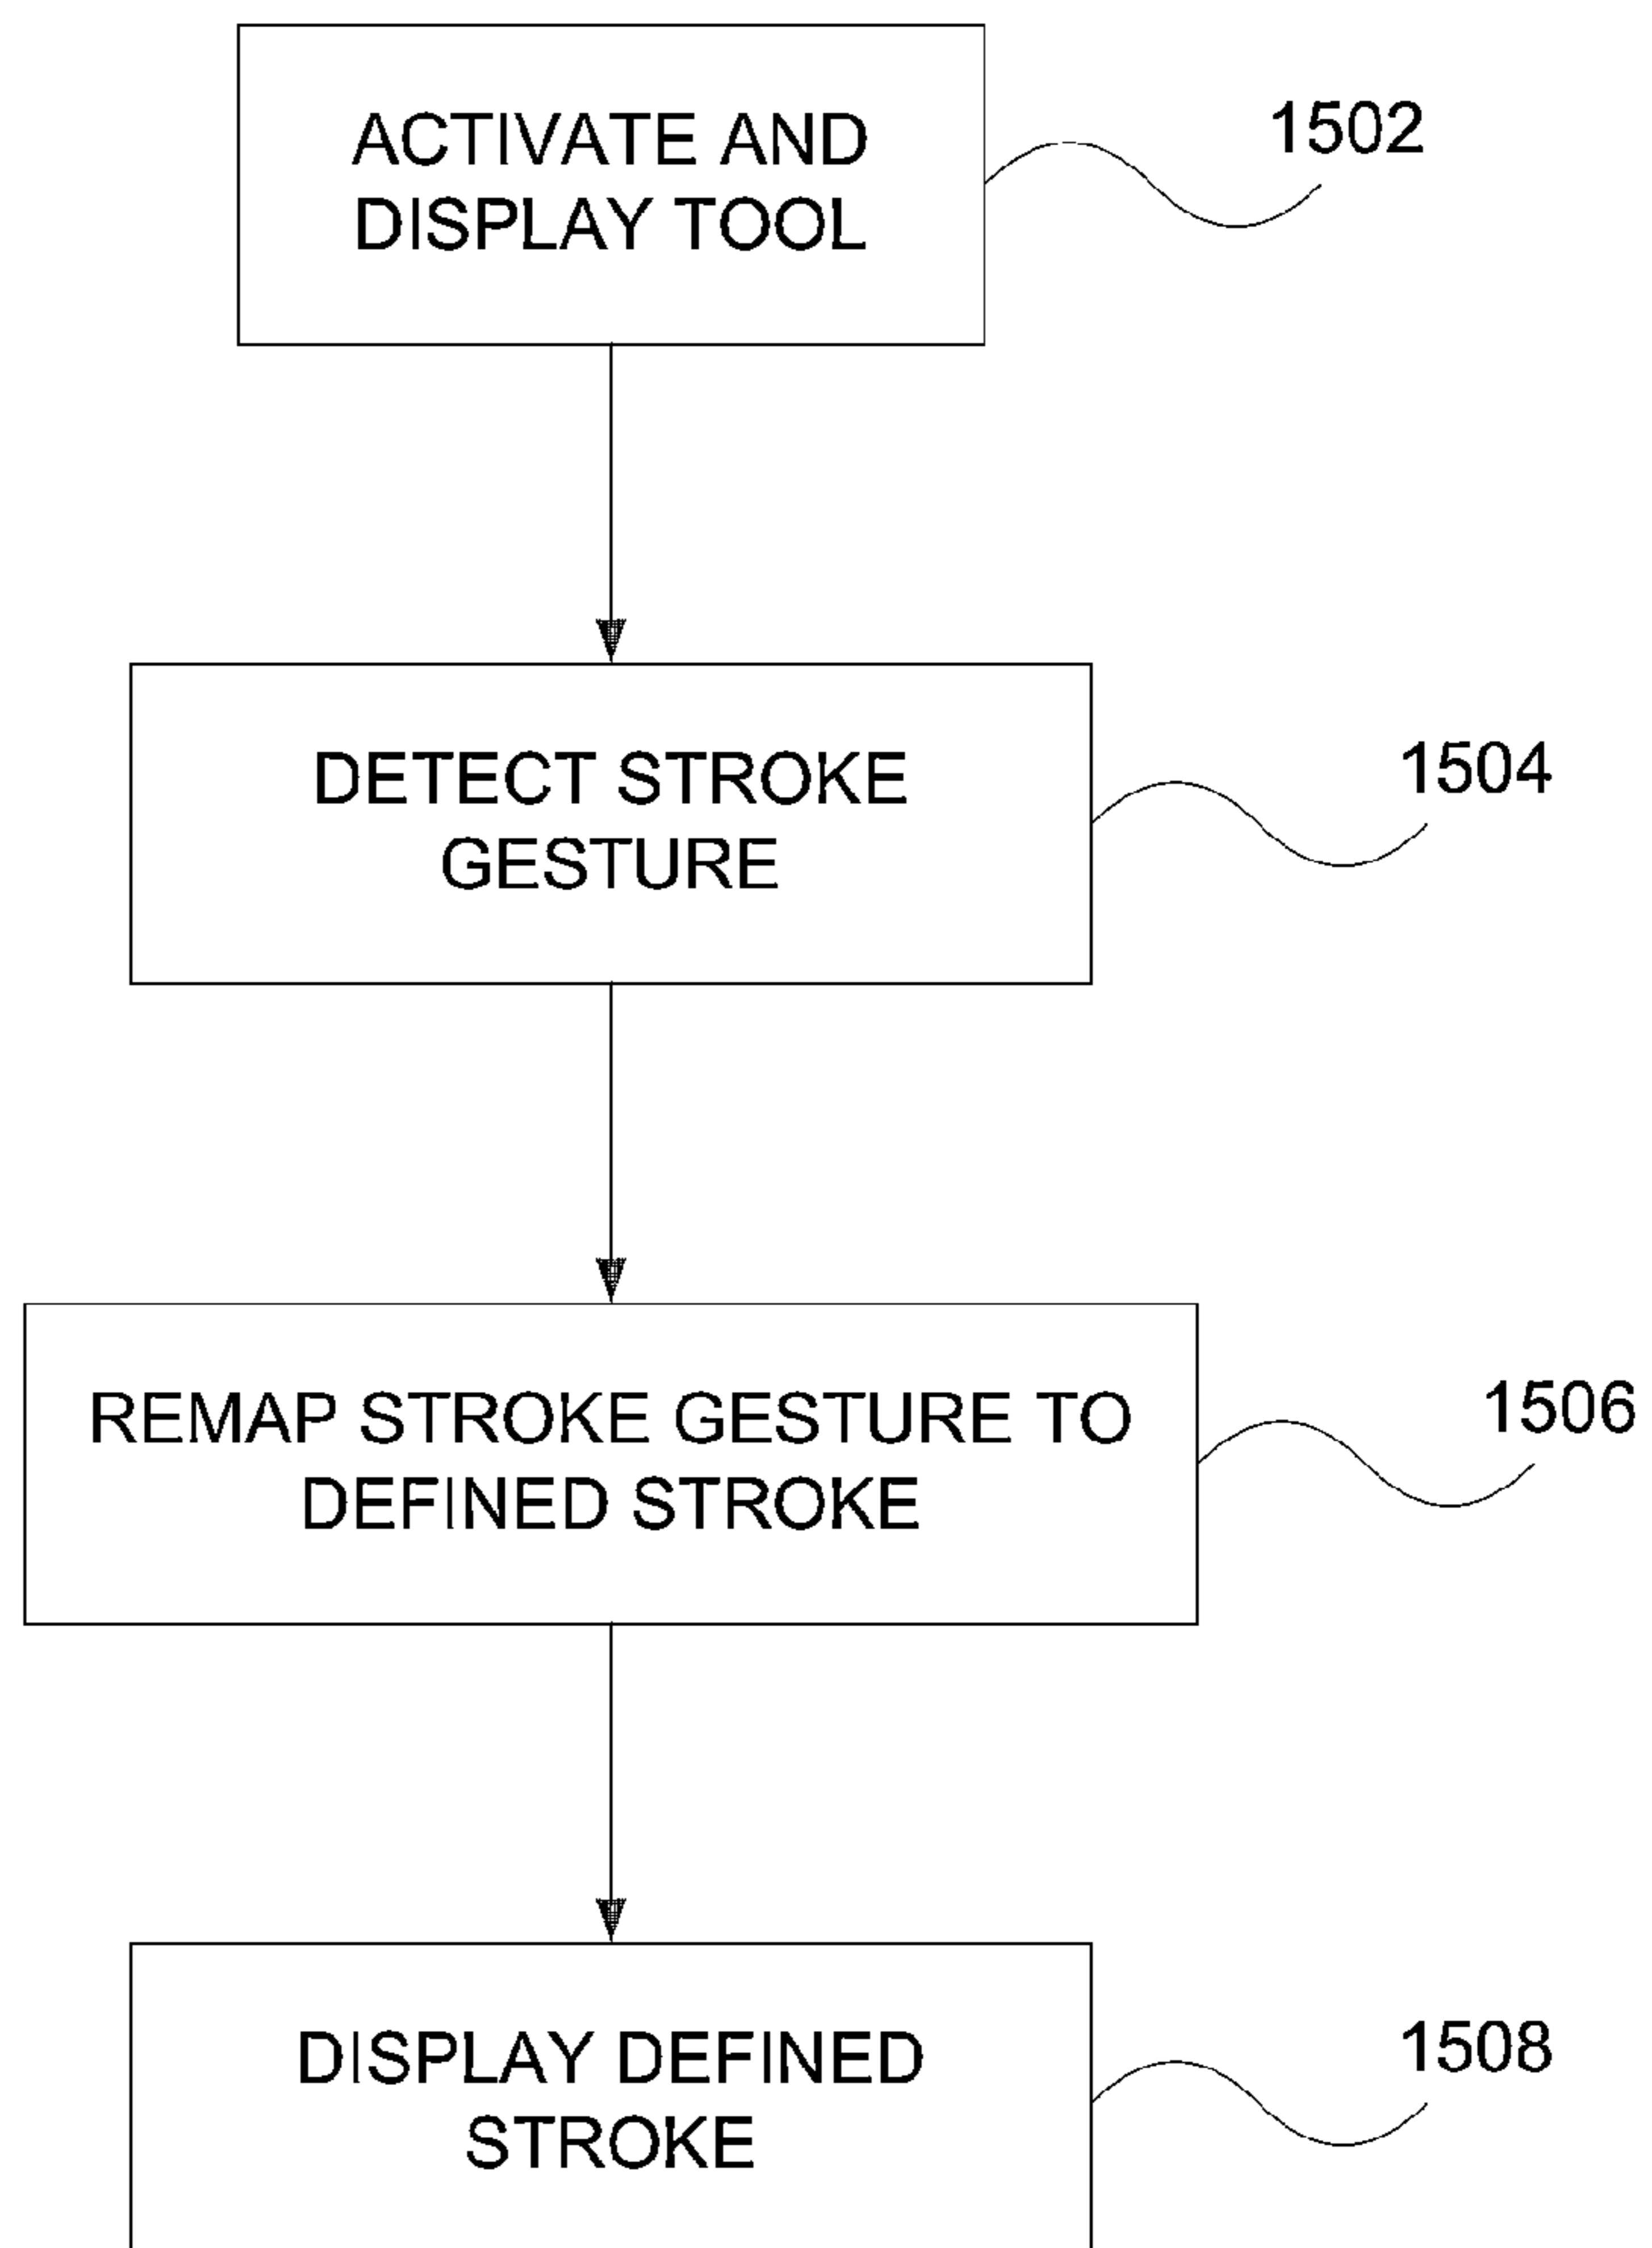 ACTIVATE AND
DISPLAY TOOL
1502
DETECT STROKE
GESTURE
1504
REMAP STROKE GESTURE TO
DEFINED STROKE
1506
DISPLAY DEFINED
STROKE
1508